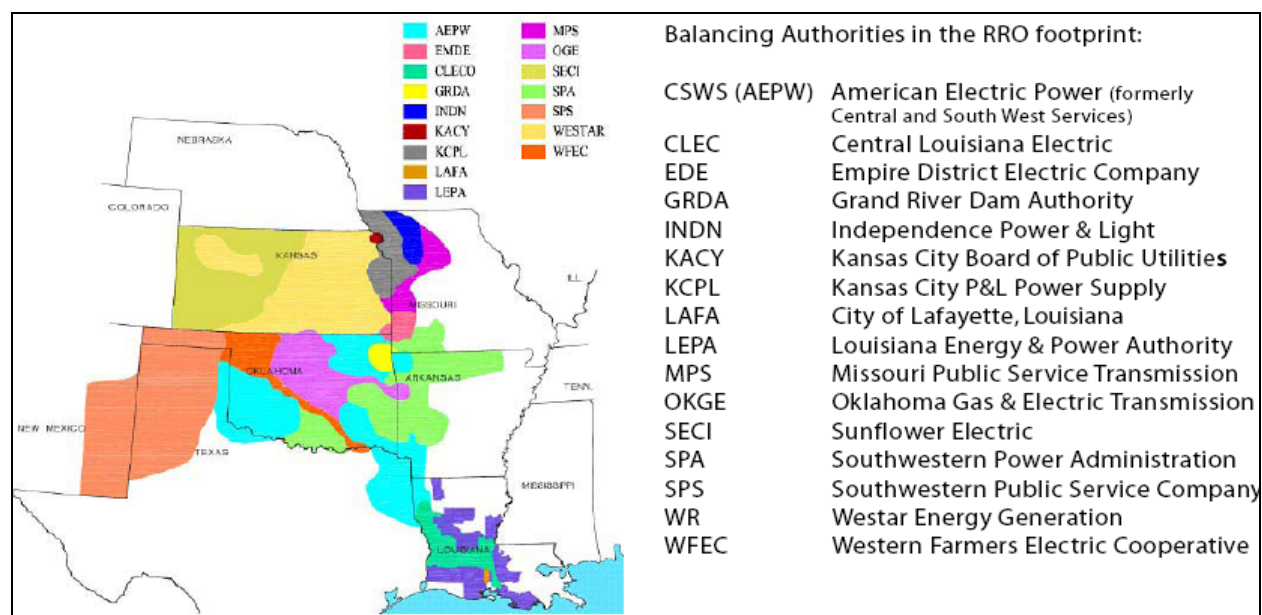 AEPW
EMDE
CLECO
GRDA
INDN
KACY
KCPL
LAFA
LEPA
MPS
OGE
SECI
SPA
SPS
WESTAR
WFEC
NEBRASKA
COLORADO
KANSAS
ILL.
MISSOURI
OKLAHOMA
ARKANSAS
TENN.
NEW MEXICO
TEXAS
MISSISSIPPI
LOUISIANA
Balancing Authorities in the RRO footprint:
CSWS (AEPW) American Electric Power (formerly
Central and South West Services)
CLEC Central Louisiana Electric
EDE Empire District Electric Company
GRDA Grand River Dam Authority
INDN Independence Power & Light
KACY Kansas City Board of Public Utilities
KCPL Kansas City P&L Power Supply
LAFA City of Lafayette, Louisiana
LEPA Louisiana Energy & Power Authority
MPS Missouri Public Service Transmission
OKGE Oklahoma Gas & Electric Transmission
SECI Sunflower Electric
SPA Southwestern Power Administration
SPS Southwestern Public Service Company
WR Westar Energy Generation
WFEC Western Farmers Electric Cooperative